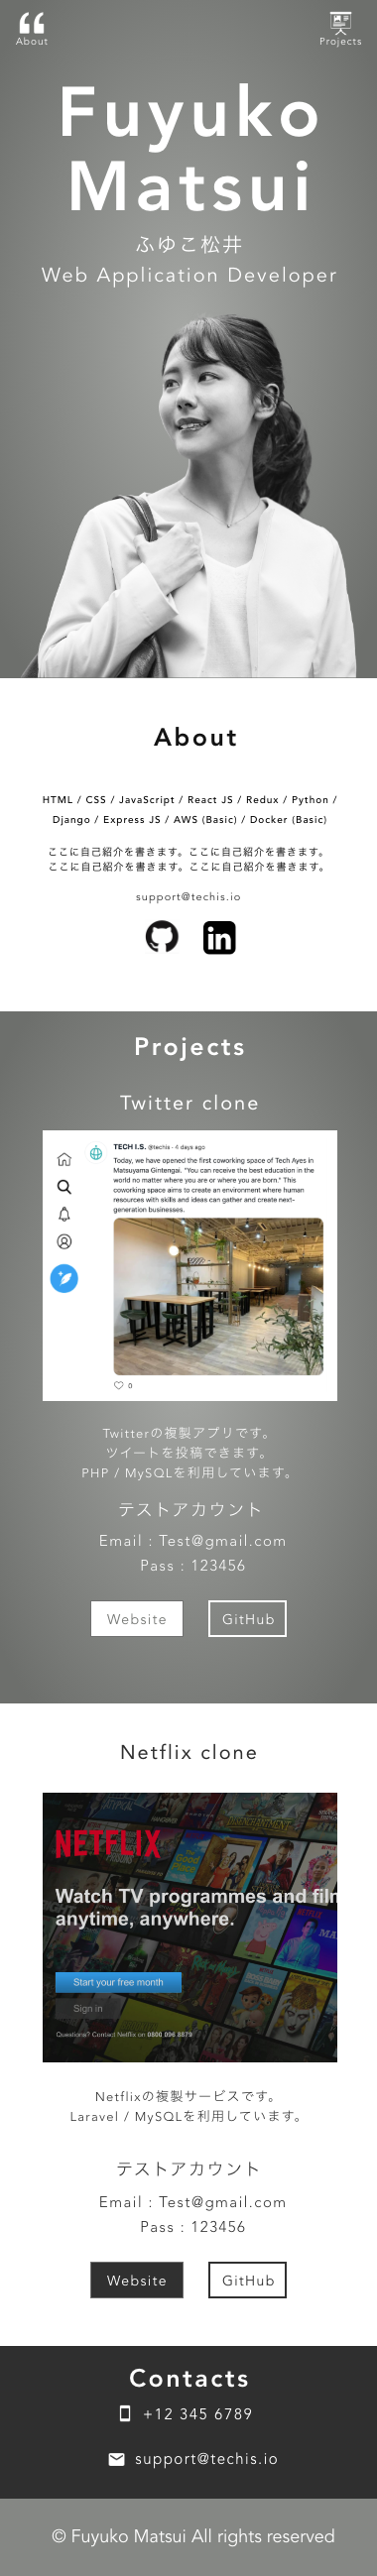 About
Projects
Fuyuko
Matsui
ふゆこ松井
Web Application Developer
About
HTML / CSS / JavaScript / React JS / Redux / Python /
Django / Express JS / AWS (Basic) / Docker (Basic)
ここに自己紹介を書きます。ここに自己紹介を書きます。
ここに自己紹介を書きます。ここに自己紹介を書きます。
support@techis.io
in
Projects
Twitter clone
TECH I.S. @techis · 4 days ago
Today, we have opened the first coworking space of Tech Ayes in
Matsuyama Gintengai. "You can receive the best education in the
world no matter where you are or where you are born." This
coworking space aims to create an environment where human
resources with skills and ideas can gather and create next-
generation businesses.
0
Twitterの複製アプリです。
ツイートを投稿できます。
PHP / MySQLを利用しています。
テストアカウント
Email : Test@gmail.com
Pass : 123456
Website
GitHub
Netflix clone
DISENCHANTMENT
NETFLIX
Watch TV programmes and film
anytime, anywhere.
Start your free month
Sign in
Questions? Contact Netflix on 0800 096 8879
Netflixの複製サービスです。
Laravel / MySQLを利用しています。
テストアカウント
Email : Test@gmail.com
Pass : 123456
Website
GitHub
Contacts
+12 345 6789
support@techis.io
© Fuyuko Matsui All rights reserved